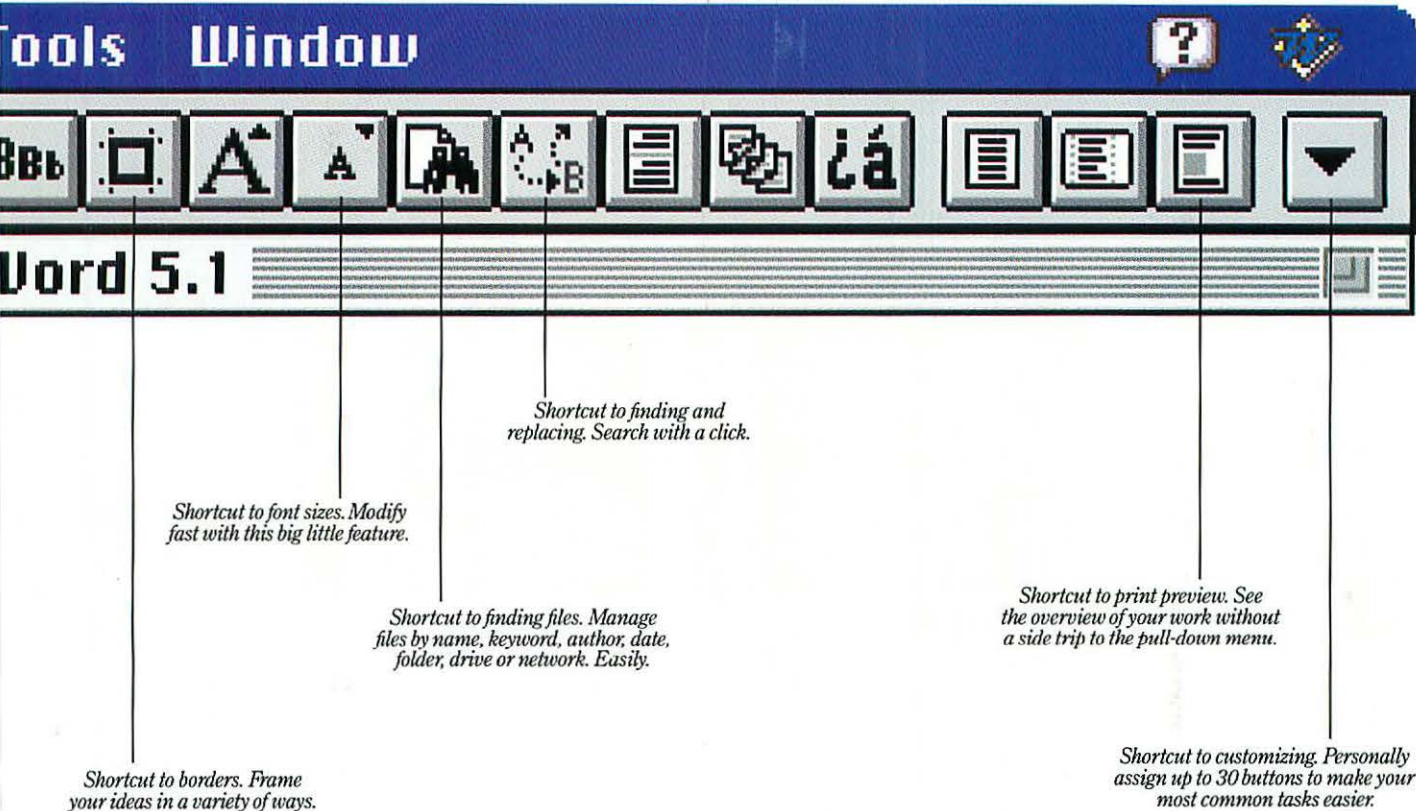 Tools Window ?
BBb A A A B ¿á
Word 5.1
Shortcut to finding and
replacing. Search with a click.
Shortcut to font sizes. Modify
fast with this big little feature.
Shortcut to finding files. Manage
files by name, keyword, author, date,
folder, drive or network. Easily.
Shortcut to print preview. See
the overview of your work without
a side trip to the pull-down menu.
Shortcut to borders. Frame
your ideas in a variety of ways.
Shortcut to customizing. Personally
assign up to 30 buttons to make your
most common tasks easier.